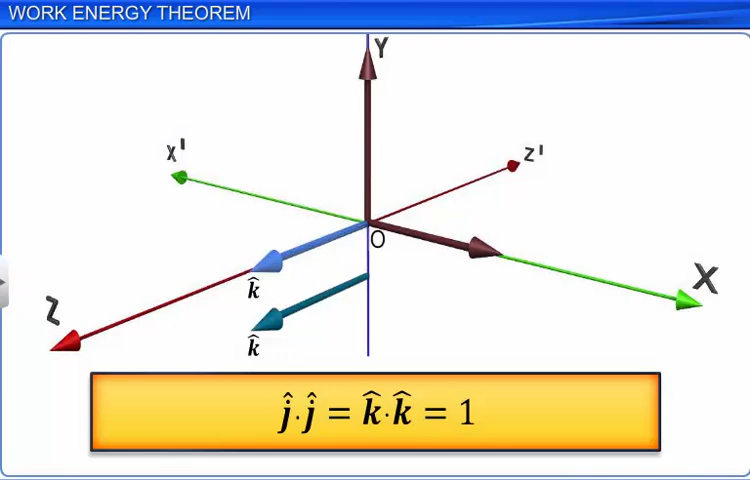 WORK ENERGY THEOREM
Y
X'
Z'
O
k̂
X
Z
k̂
ĵ·ĵ = k̂·k̂ = 1